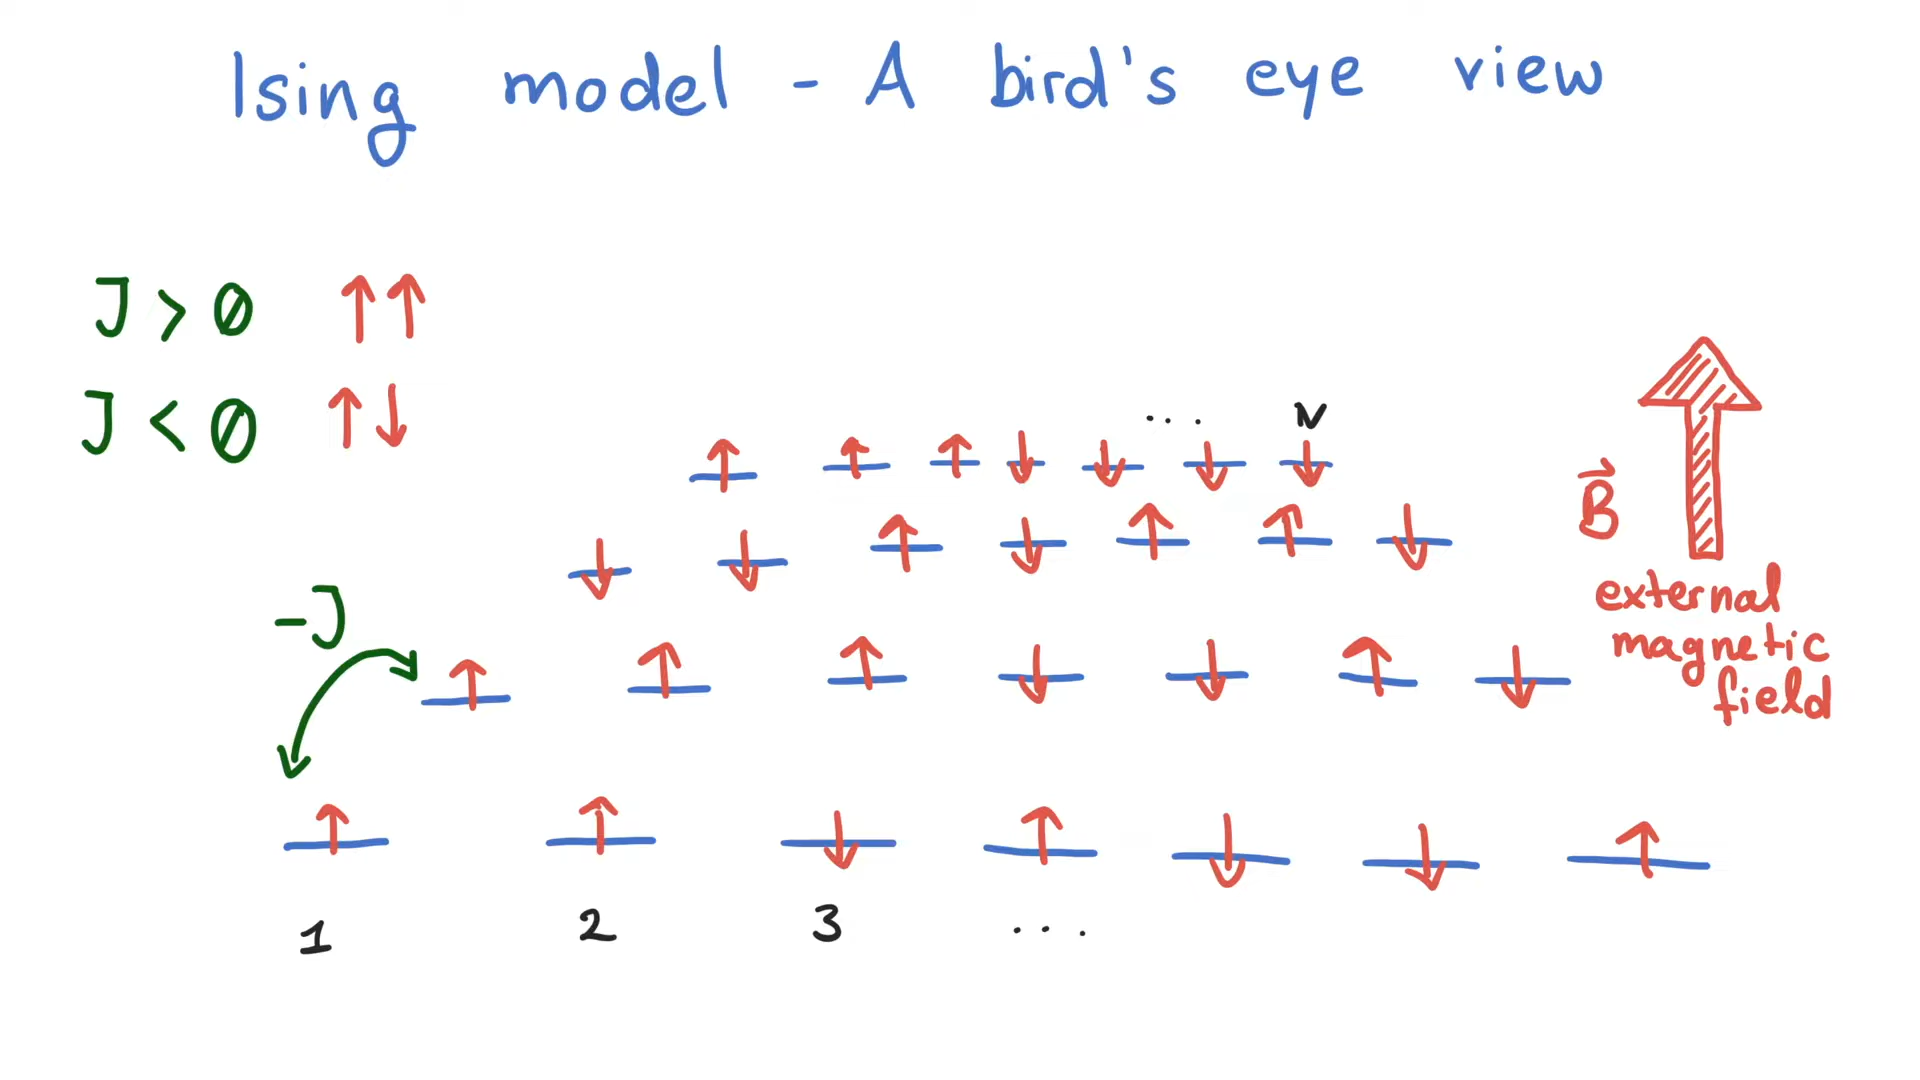 Ising model - A bird's eye view
J > 0 ↑↑
J < 0 ↑↓
... N
B⃗
external
magnetic
field
-J
1 2 3 ...